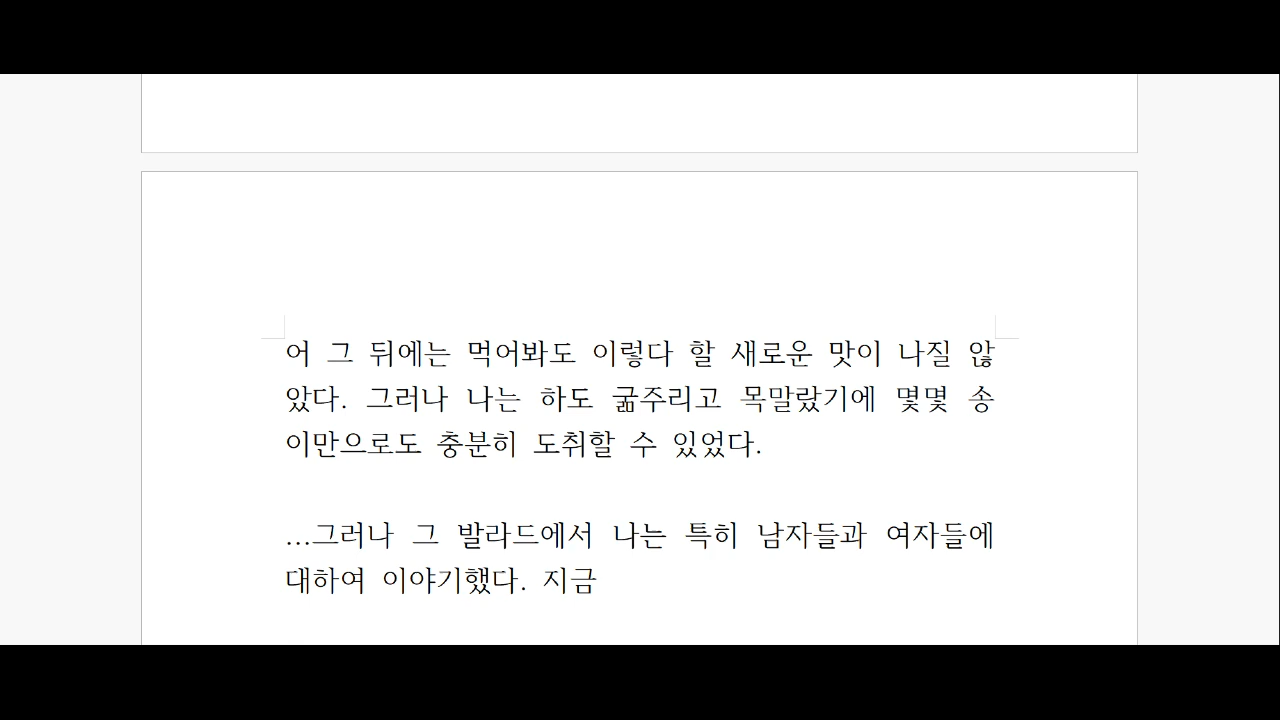 어 그 뒤에는 먹어봐도 이렇다 할 새로운 맛이 나질 않
았다. 그러나 나는 하도 굶주리고 목말랐기에 몇몇 송
이만으로도 충분히 도취할 수 있었다.
…그러나 그 발라드에서 나는 특히 남자들과 여자들에
대하여 이야기했다. 지금